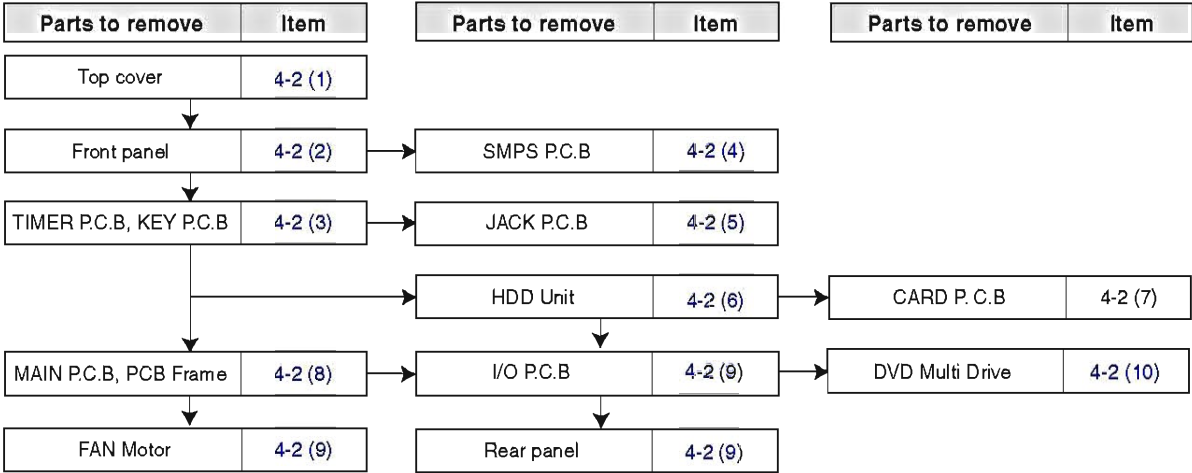 Parts to remove Item Parts to remove Item Parts to remove Item
Top cover 4-2 (1)
Front panel 4-2 (2) SMPS P.C.B 4-2 (4)
TIMER P.C.B, KEY P.C.B 4-2 (3) JACK P.C.B 4-2 (5)
HDD Unit 4-2 (6) CARD P. C.B 4-2 (7)
MAIN P.C.B, PCB Frame 4-2 (8) I/O P.C.B 4-2 (9) DVD Multi Drive 4-2 (10)
FAN Motor 4-2 (9) Rear panel 4-2 (9)